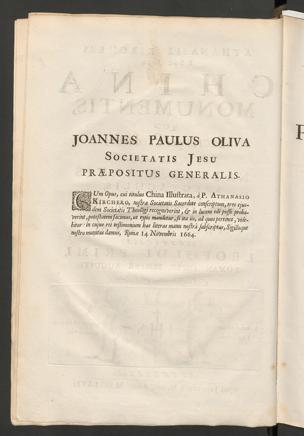 JOANNES PAULUS OLIVA
SOCIETATIS JESU
PRÆPOSITUS GENERALIS.
CUm Opus, cui titulus China Illustrata, à P. ATHANASIO
KIRCHERO, nostræ Societatis Sacerdote conscriptum, tres ejus-
dem Societatis Theologi recognoverint, & in lucem edi posse proba-
verint, potestatem facimus, ut typis mandetur, si ita iis, ad quos pertinet, vide-
bitur: in cujus rei testimonium has literas manu nostrâ subscriptas, Sigilloque
nostro munitas damus, Romæ 14 Novembris 1664.